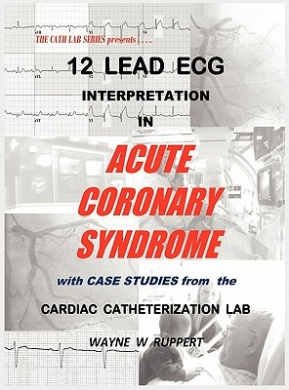 THE CATH LAB SERIES presents . . . .
12 LEAD ECG
INTERPRETATION
IN
ACUTE
CORONARY
SYNDROME
with CASE STUDIES from the
CARDIAC CATHETERIZATION LAB
WAYNE W RUPPERT